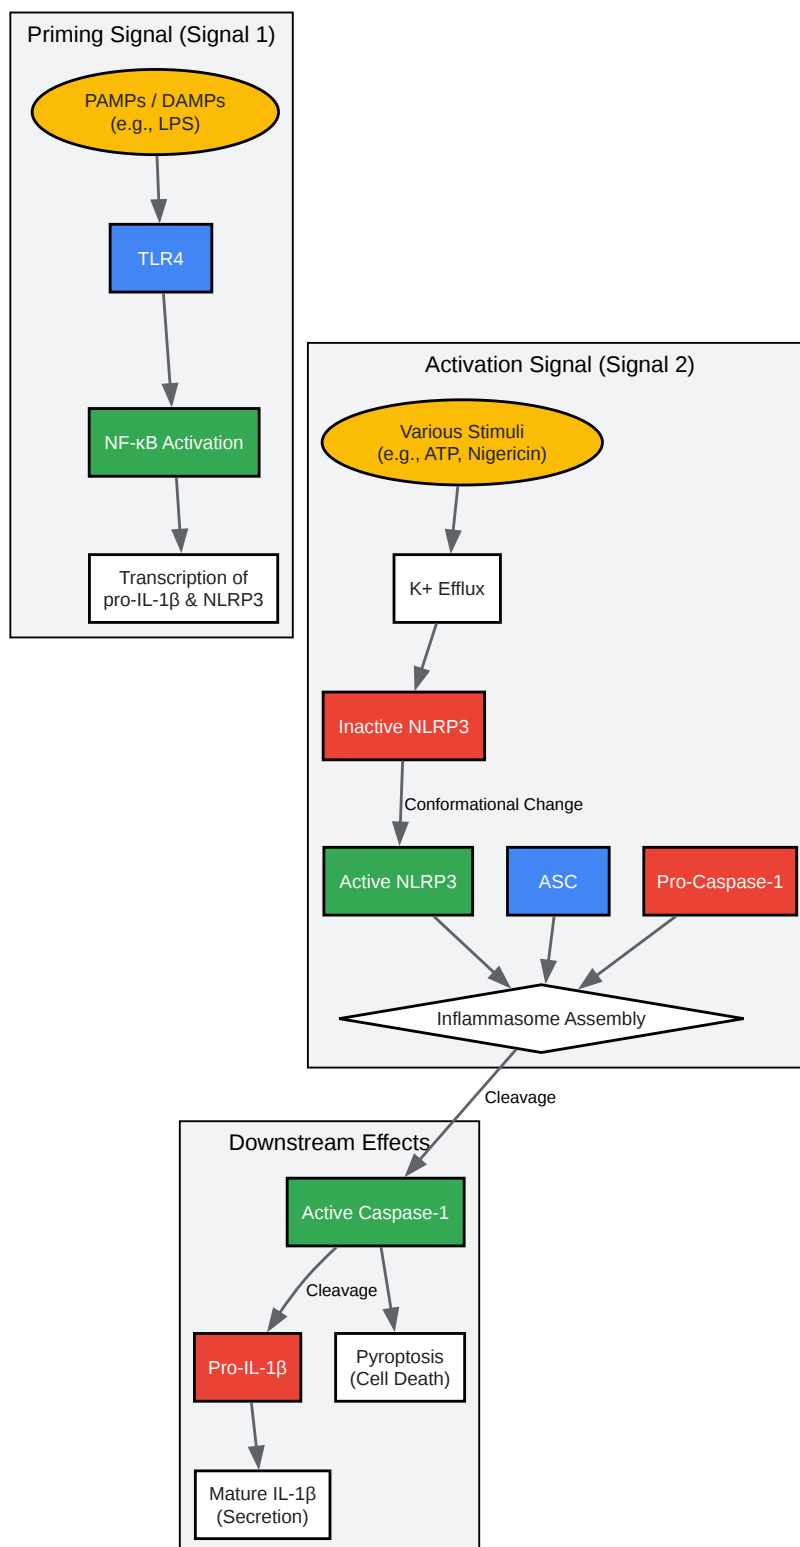 Priming Signal (Signal 1)
PAMPs / DAMPs
(e.g., LPS)
TLR4
NF-κB Activation
Transcription of
pro-IL-1β & NLRP3
Activation Signal (Signal 2)
Various Stimuli
(e.g., ATP, Nigericin)
K+ Efflux
Inactive NLRP3
Conformational Change
Active NLRP3
ASC
Pro-Caspase-1
Inflammasome Assembly
Cleavage
Downstream Effects
Active Caspase-1
Cleavage
Pro-IL-1β
Pyroptosis
(Cell Death)
Mature IL-1β
(Secretion)